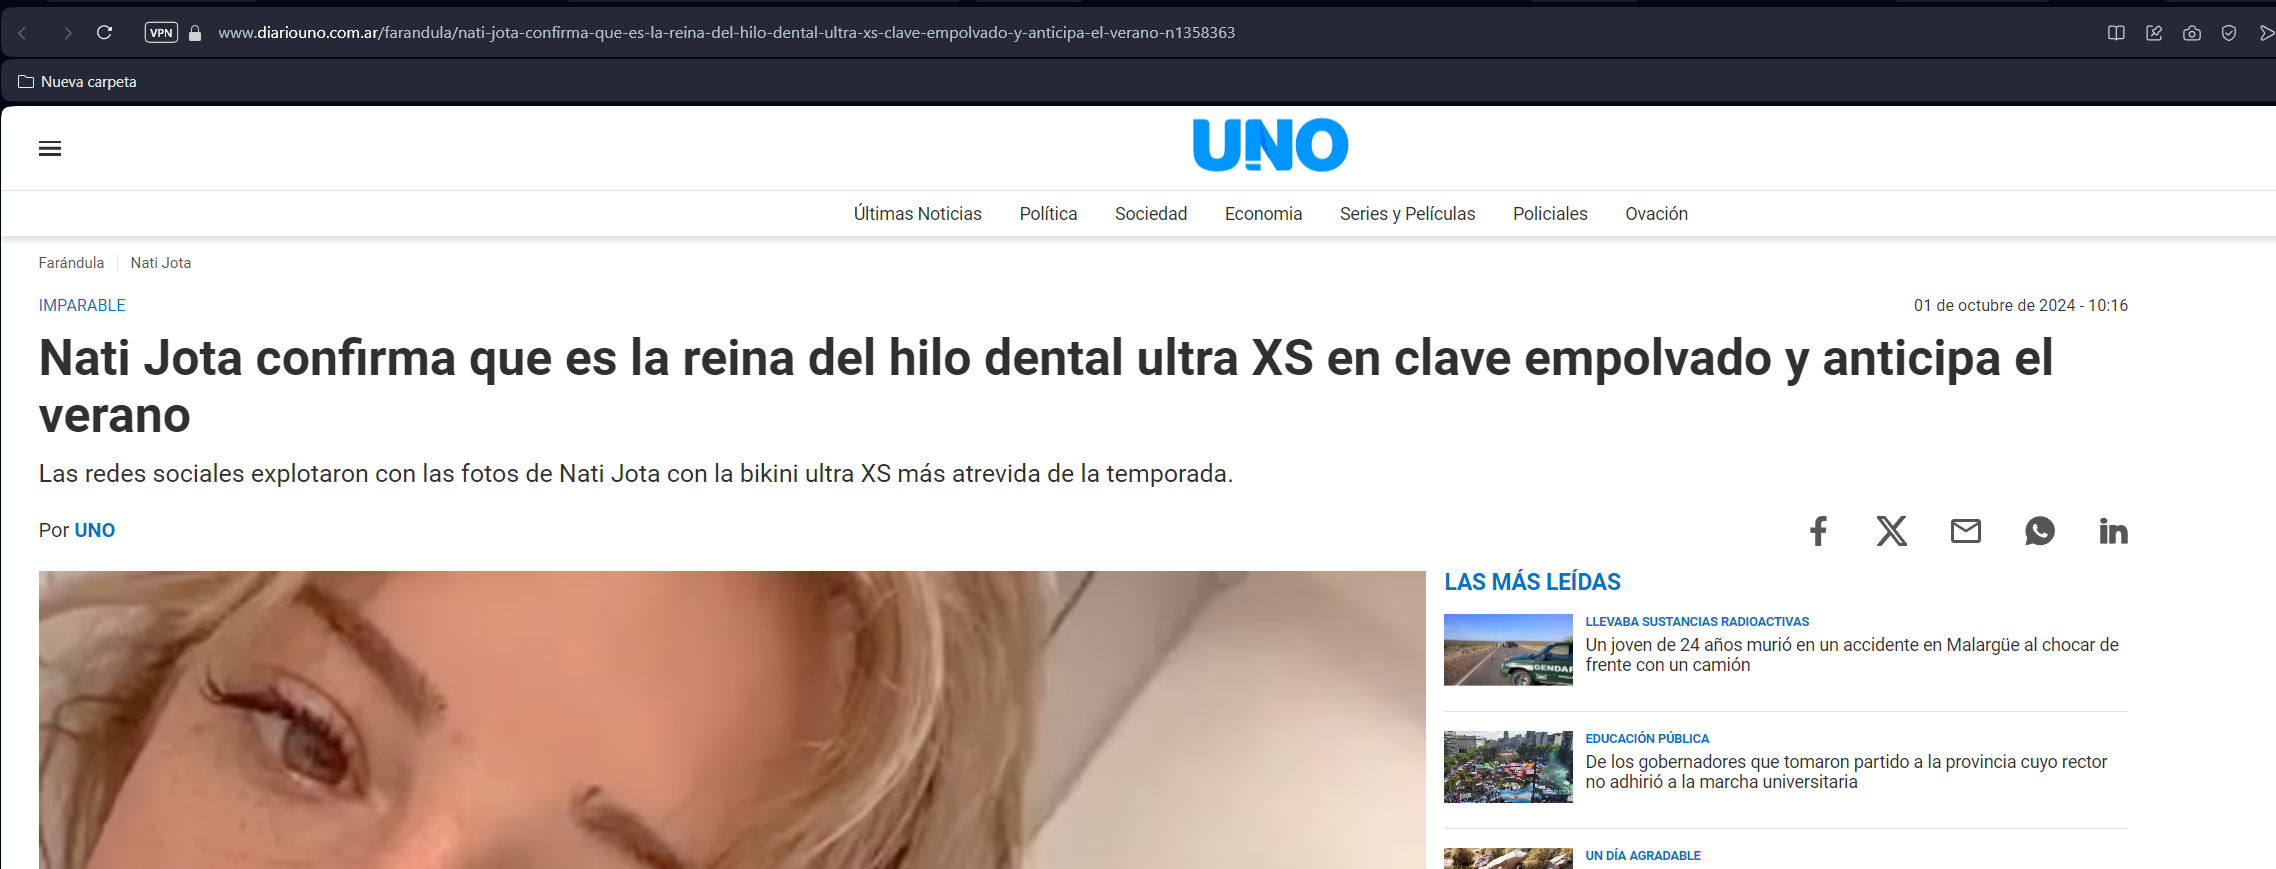 VPN www.diariouno.com.ar/farandula/nati-jota-confirma-que-es-la-reina-del-hilo-dental-ultra-xs-clave-empolvado-y-anticipa-el-verano-n1358363
Nueva carpeta
UNO
Últimas Noticias Política Sociedad Economia Series y Películas Policiales Ovación
Farándula Nati Jota
IMPARABLE
01 de octubre de 2024 - 10:16
Nati Jota confirma que es la reina del hilo dental ultra XS en clave empolvado y anticipa el
verano
Las redes sociales explotaron con las fotos de Nati Jota con la bikini ultra XS más atrevida de la temporada.
Por UNO
LAS MÁS LEÍDAS
LLEVABA SUSTANCIAS RADIOACTIVAS
Un joven de 24 años murió en un accidente en Malargüe al chocar de
frente con un camión
GENDAR
EDUCACIÓN PÚBLICA
De los gobernadores que tomaron partido a la provincia cuyo rector
no adhirió a la marcha universitaria
UN DÍA AGRADABLE